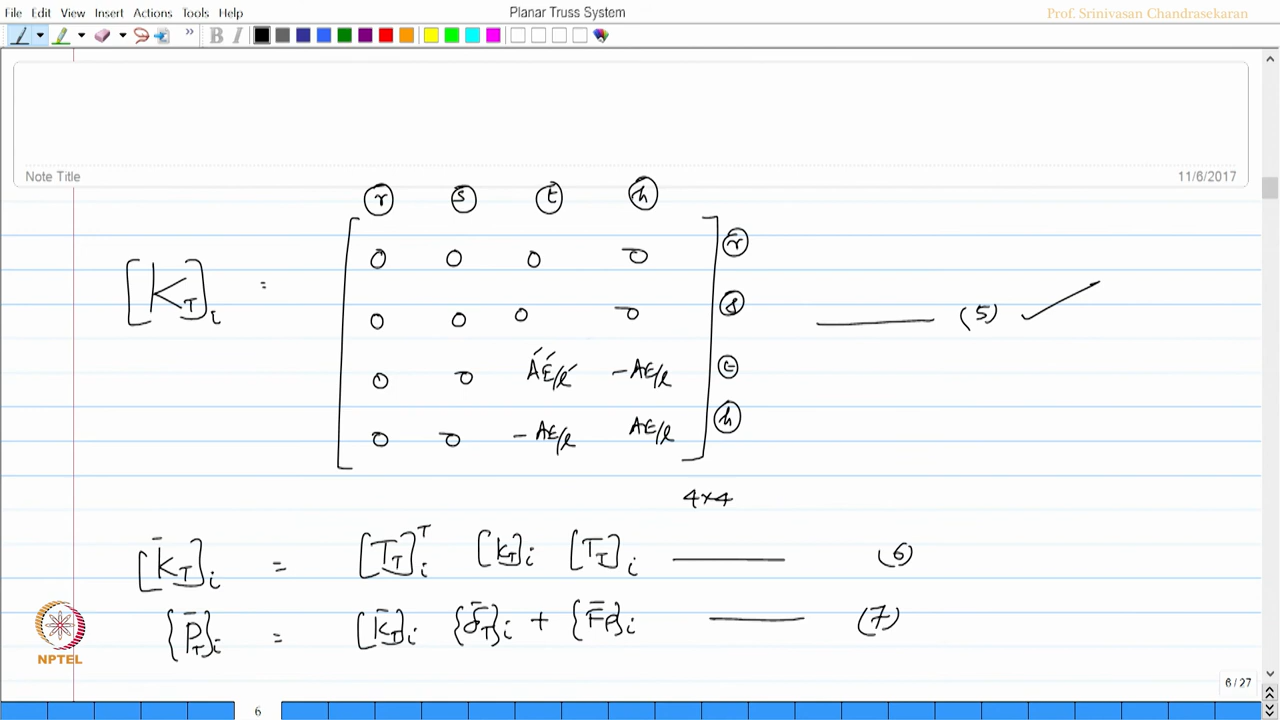 File Edit View Insert Actions Tools Help
Planar Truss System
Prof. Srinivasan Chandrasekaran
B I
Note Title
11/6/2017
r s t h
[K_T]_i = [ 0 0 0 0 ] r
0 0 0 0 s
0 0 AE/l -AE/l t
0 0 -AE/l AE/l h
(5) ✓
4×4
[K̄_T]_i = [T_T]_i^T [K_T]_i [T_T]_i (6)
{P̄_T}_i = [K̄_T]_i {δ̄_T}_i + {F̄P}_i (7)
NPTEL
6 / 27
6